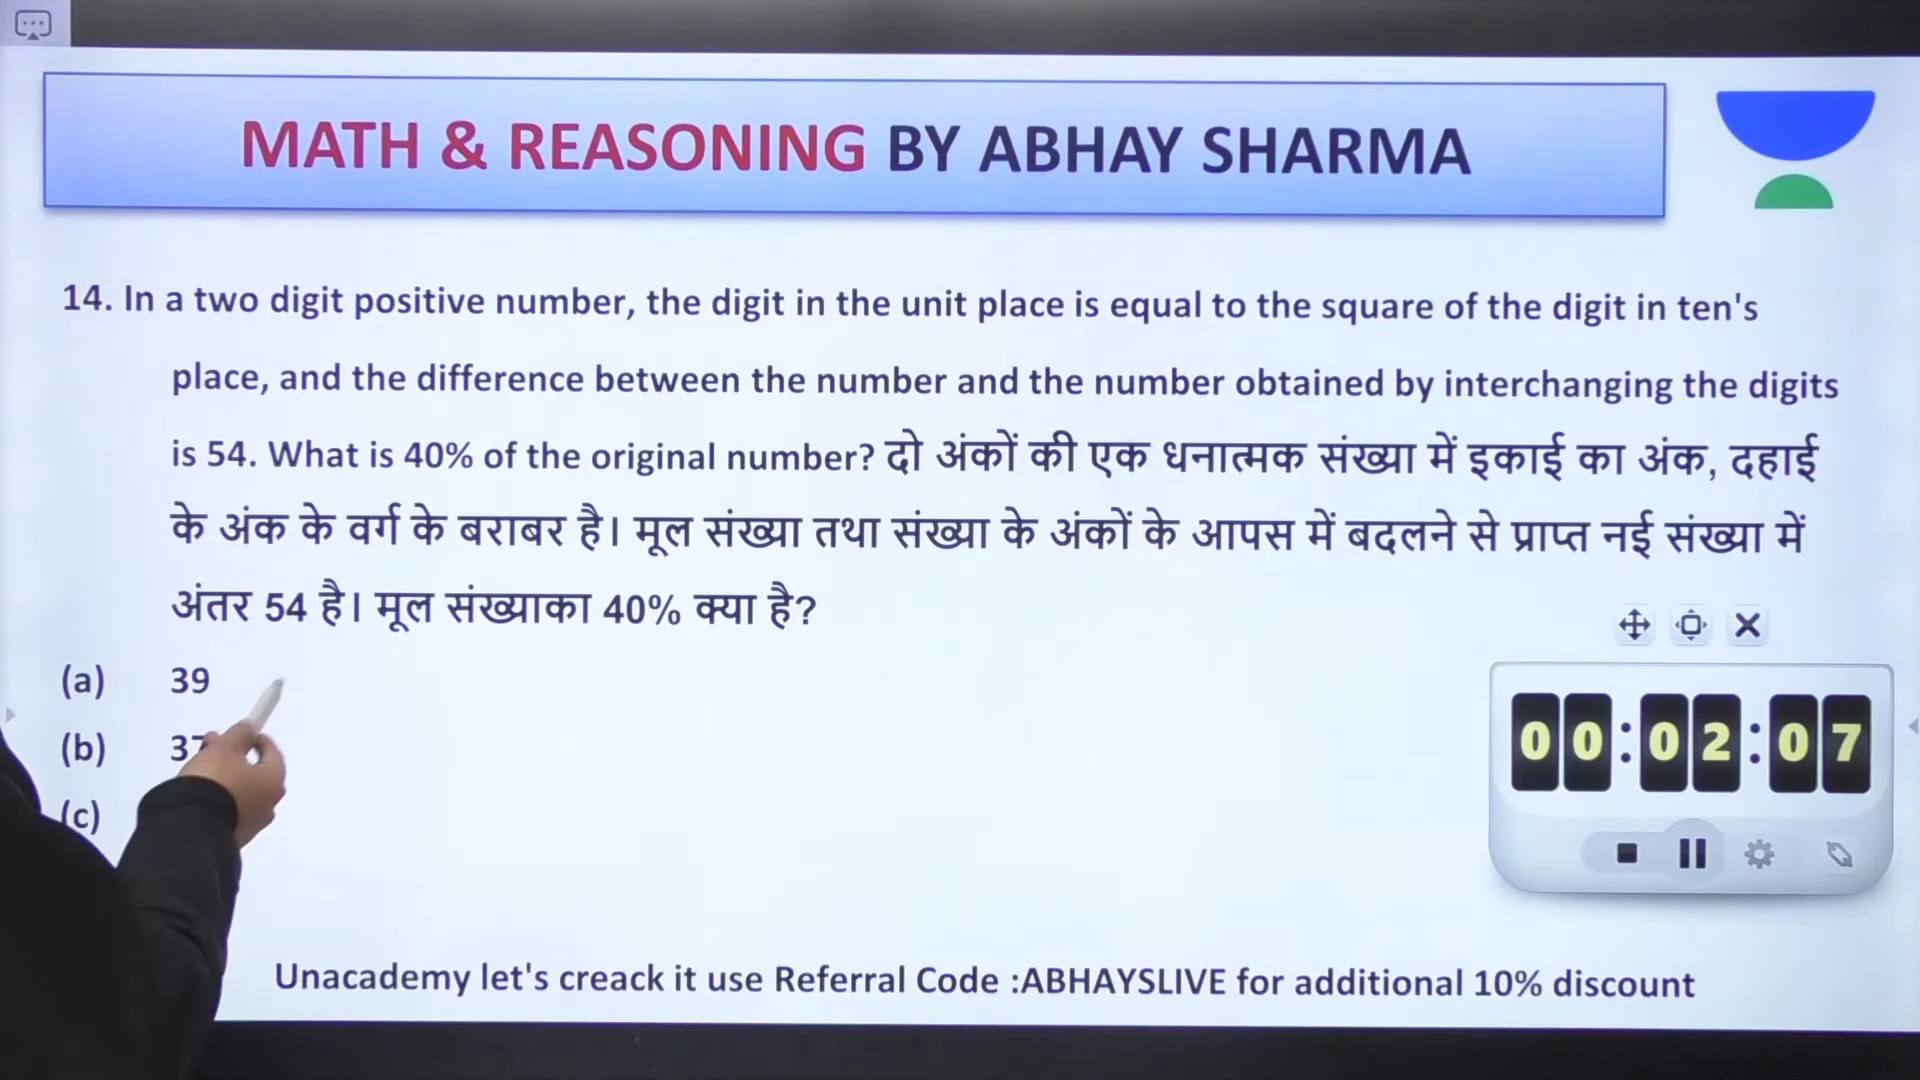 MATH & REASONING BY ABHAY SHARMA
14. In a two digit positive number, the digit in the unit place is equal to the square of the digit in ten's
place, and the difference between the number and the number obtained by interchanging the digits
is 54. What is 40% of the original number? दो अंकों की एक धनात्मक संख्या में इकाई का अंक, दहाई
के अंक के वर्ग के बराबर है। मूल संख्या तथा संख्या के अंकों के आपस में बदलने से प्राप्त नई संख्या में
अंतर 54 है। मूल संख्याका 40% क्या है?
(a) 39
(b)
(c)
00:02:07
Unacademy let's creack it use Referral Code :ABHAYSLIVE for additional 10% discount